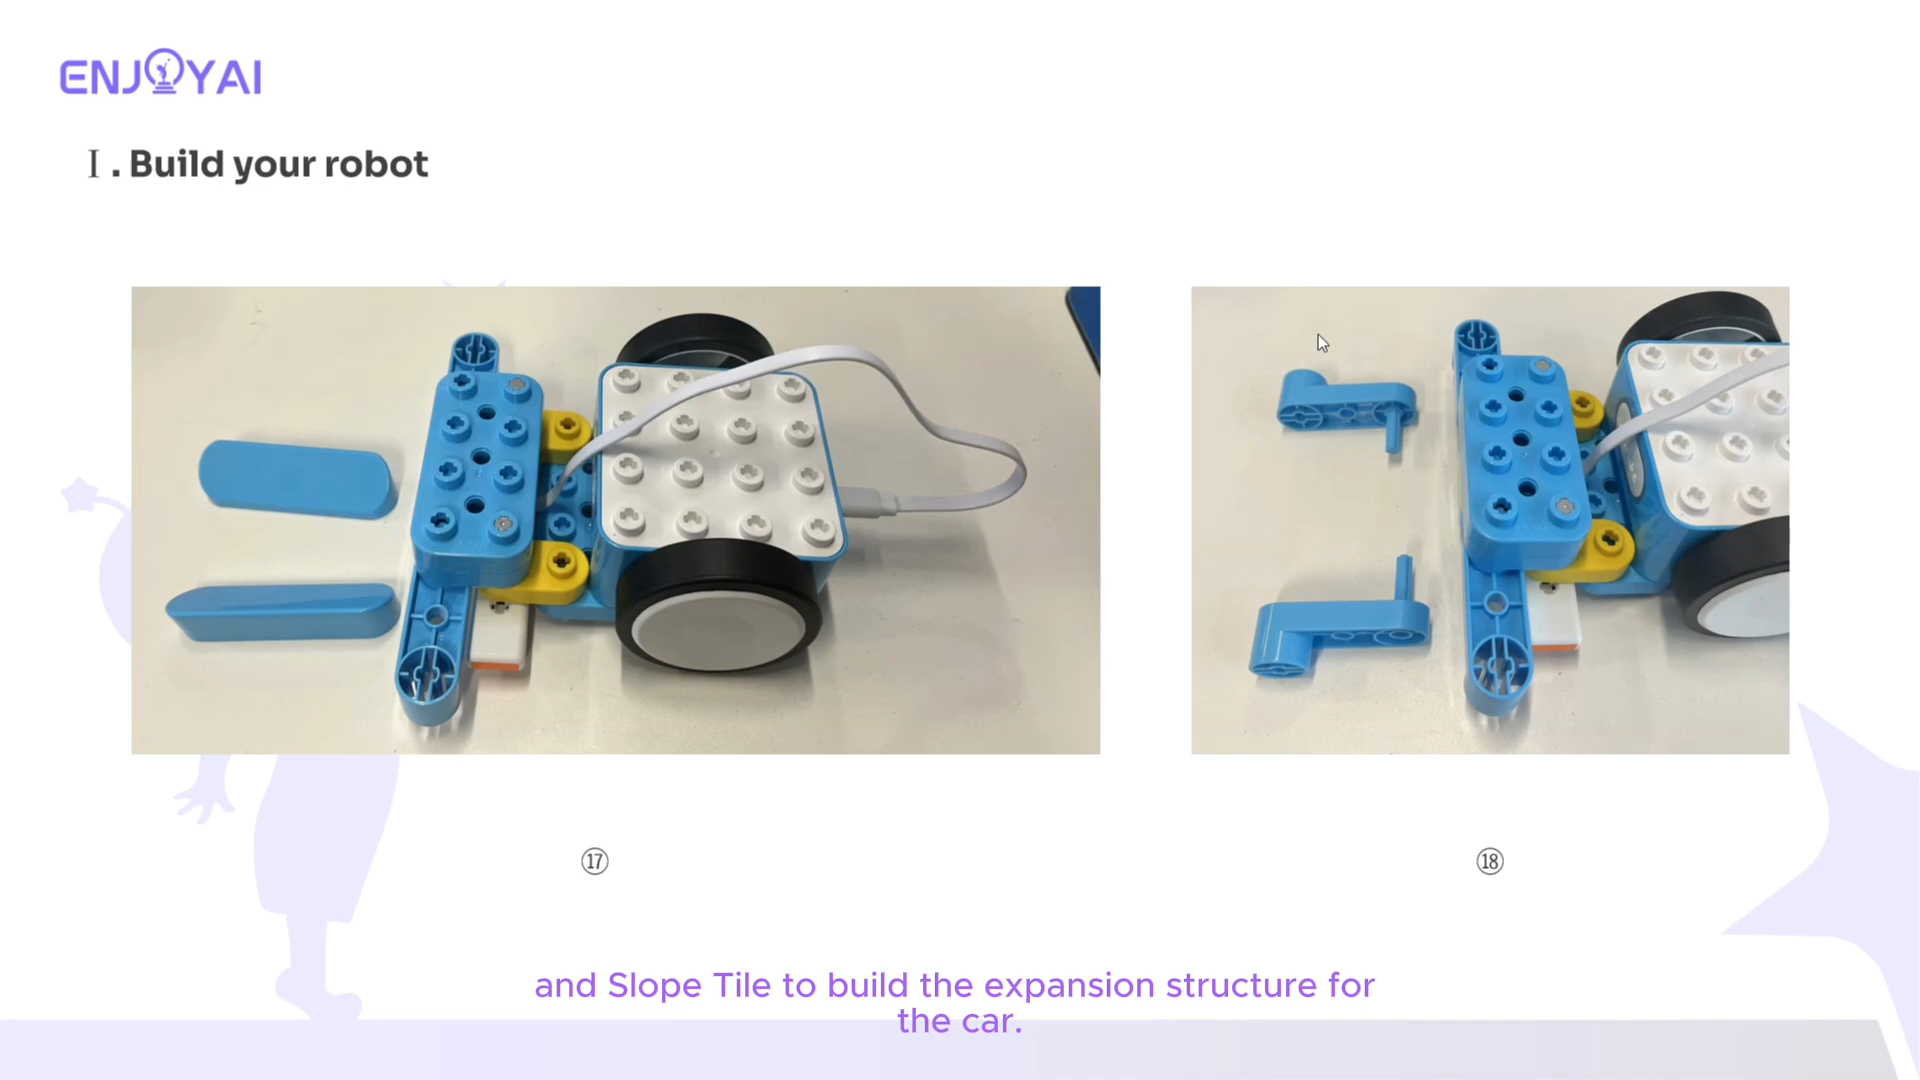 ENJOYAI
Ⅰ. Build your robot
⑰
⑱
and Slope Tile to build the expansion structure for
the car.